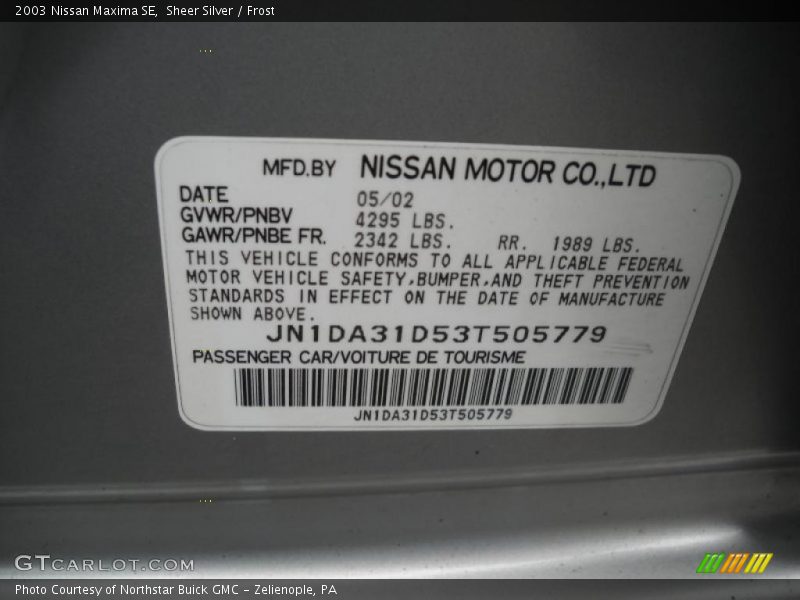 2003 Nissan Maxima SE,  Sheer Silver / Frost
MFD.BY NISSAN MOTOR CO.,LTD
DATE 05/02
GVWR/PNBV 4295 LBS.
GAWR/PNBE FR. 2342 LBS. RR. 1989 LBS.
THIS VEHICLE CONFORMS TO ALL APPLICABLE FEDERAL
MOTOR VEHICLE SAFETY,BUMPER,AND THEFT PREVENTION
STANDARDS IN EFFECT ON THE DATE OF MANUFACTURE
SHOWN ABOVE.
JN1DA31D53T505779
PASSENGER CAR/VOITURE DE TOURISME
JN1DA31D53T505779
GTCARLOT.COM
Photo Courtesy of Northstar Buick GMC - Zelienople, PA